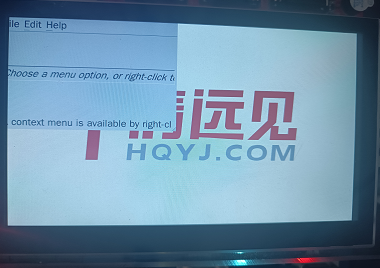 ile Edit Help
Choose a menu option, or right-click t
context menu is available by right-cl
远见
HQYJ.COM